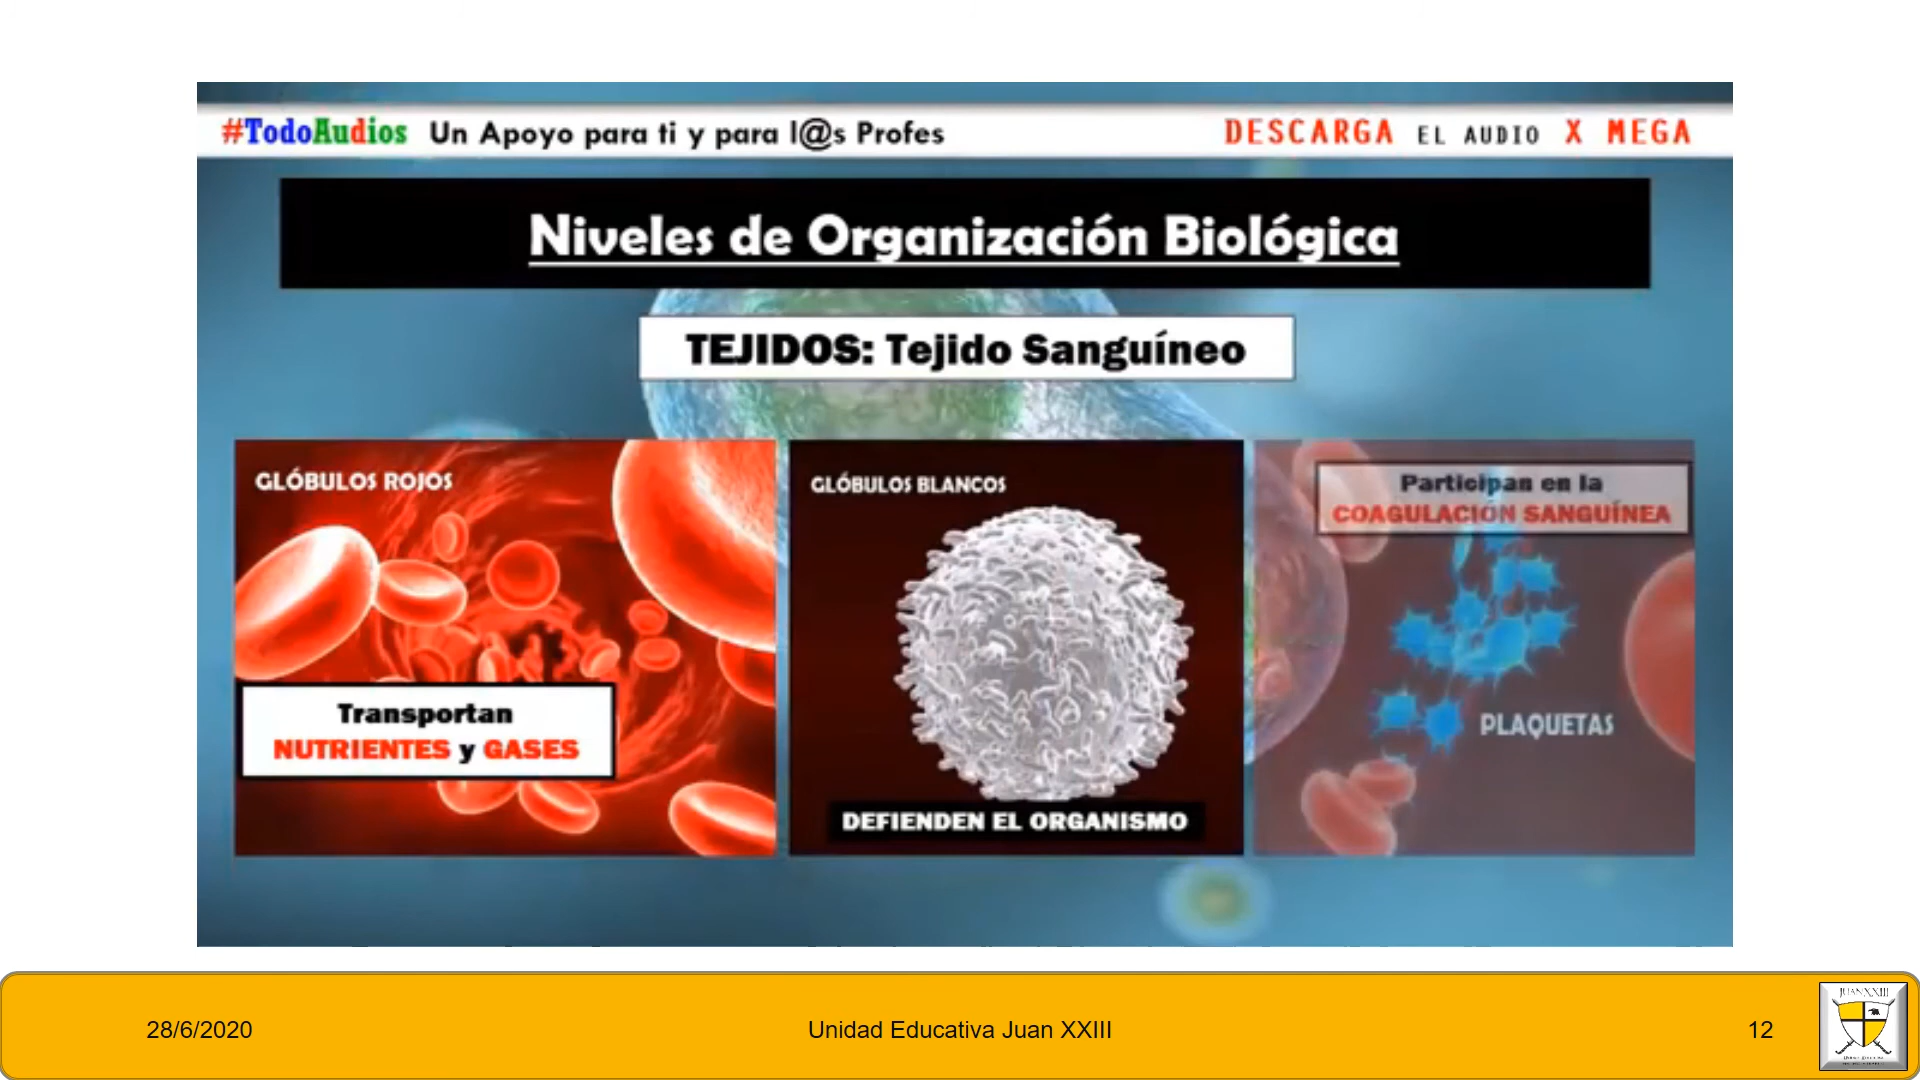 #TodoAudios Un Apoyo para ti y para l@s Profes
DESCARGA EL AUDIO X MEGA
Niveles de Organización Biológica
TEJIDOS: Tejido Sanguíneo
GLÓBULOS ROJOS
Transportan
NUTRIENTES y GASES
GLÓBULOS BLANCOS
DEFIENDEN EL ORGANISMO
Participan en la
COAGULACIÓN SANGUÍNEA
PLAQUETAS
28/6/2020
Unidad Educativa Juan XXIII
12
JUAN XXIII